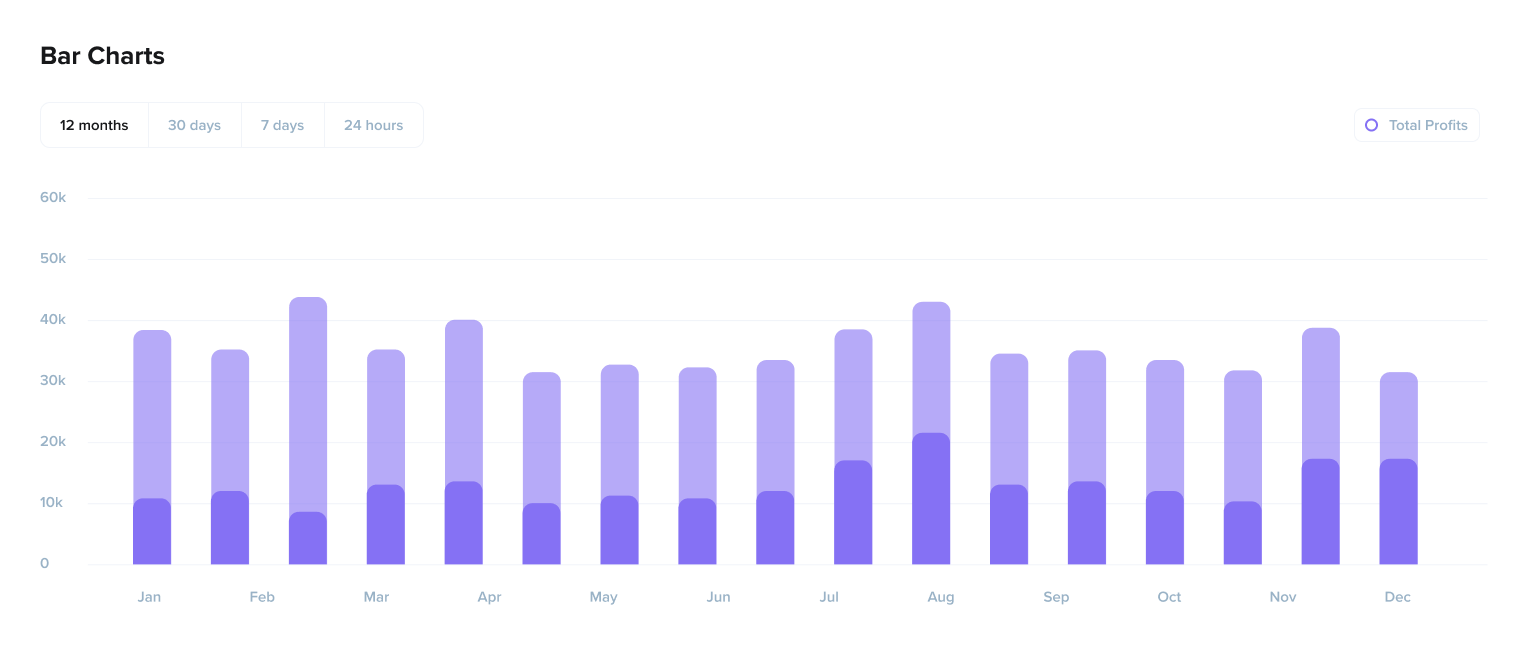 Bar Charts
12 months 30 days 7 days 24 hours
Total Profits
60k
50k
40k
30k
20k
10k
0
Jan Feb Mar Apr May Jun Jul Aug Sep Oct Nov Dec